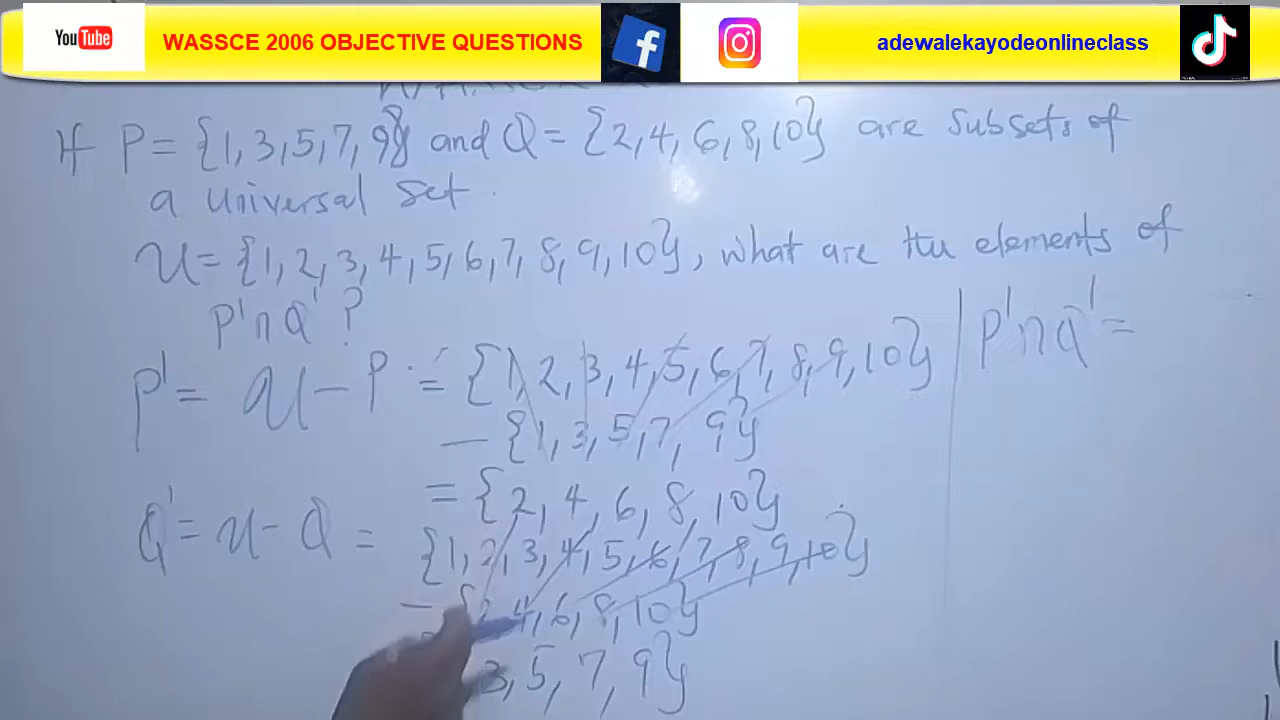 YouTube WASSCE 2006 OBJECTIVE QUESTIONS f adewalekayodeonlineclass
If P = {1, 3, 5, 7, 9} and Q = {2, 4, 6, 8, 10} are subsets of
a universal set.
U = {1, 2, 3, 4, 5, 6, 7, 8, 9, 10}, what are the elements of
P' ∩ Q' ?
P' = U - P = {1, 2, 3, 4, 5, 6, 7, 8, 9, 10}
- {1, 3, 5, 7, 9}
= {2, 4, 6, 8, 10}
Q' = U - Q = {1, 2, 3, 4, 5, 6, 7, 8, 9, 10}
- {2, 4, 6, 8, 10}
3, 5, 7, 9}
P' ∩ Q' =